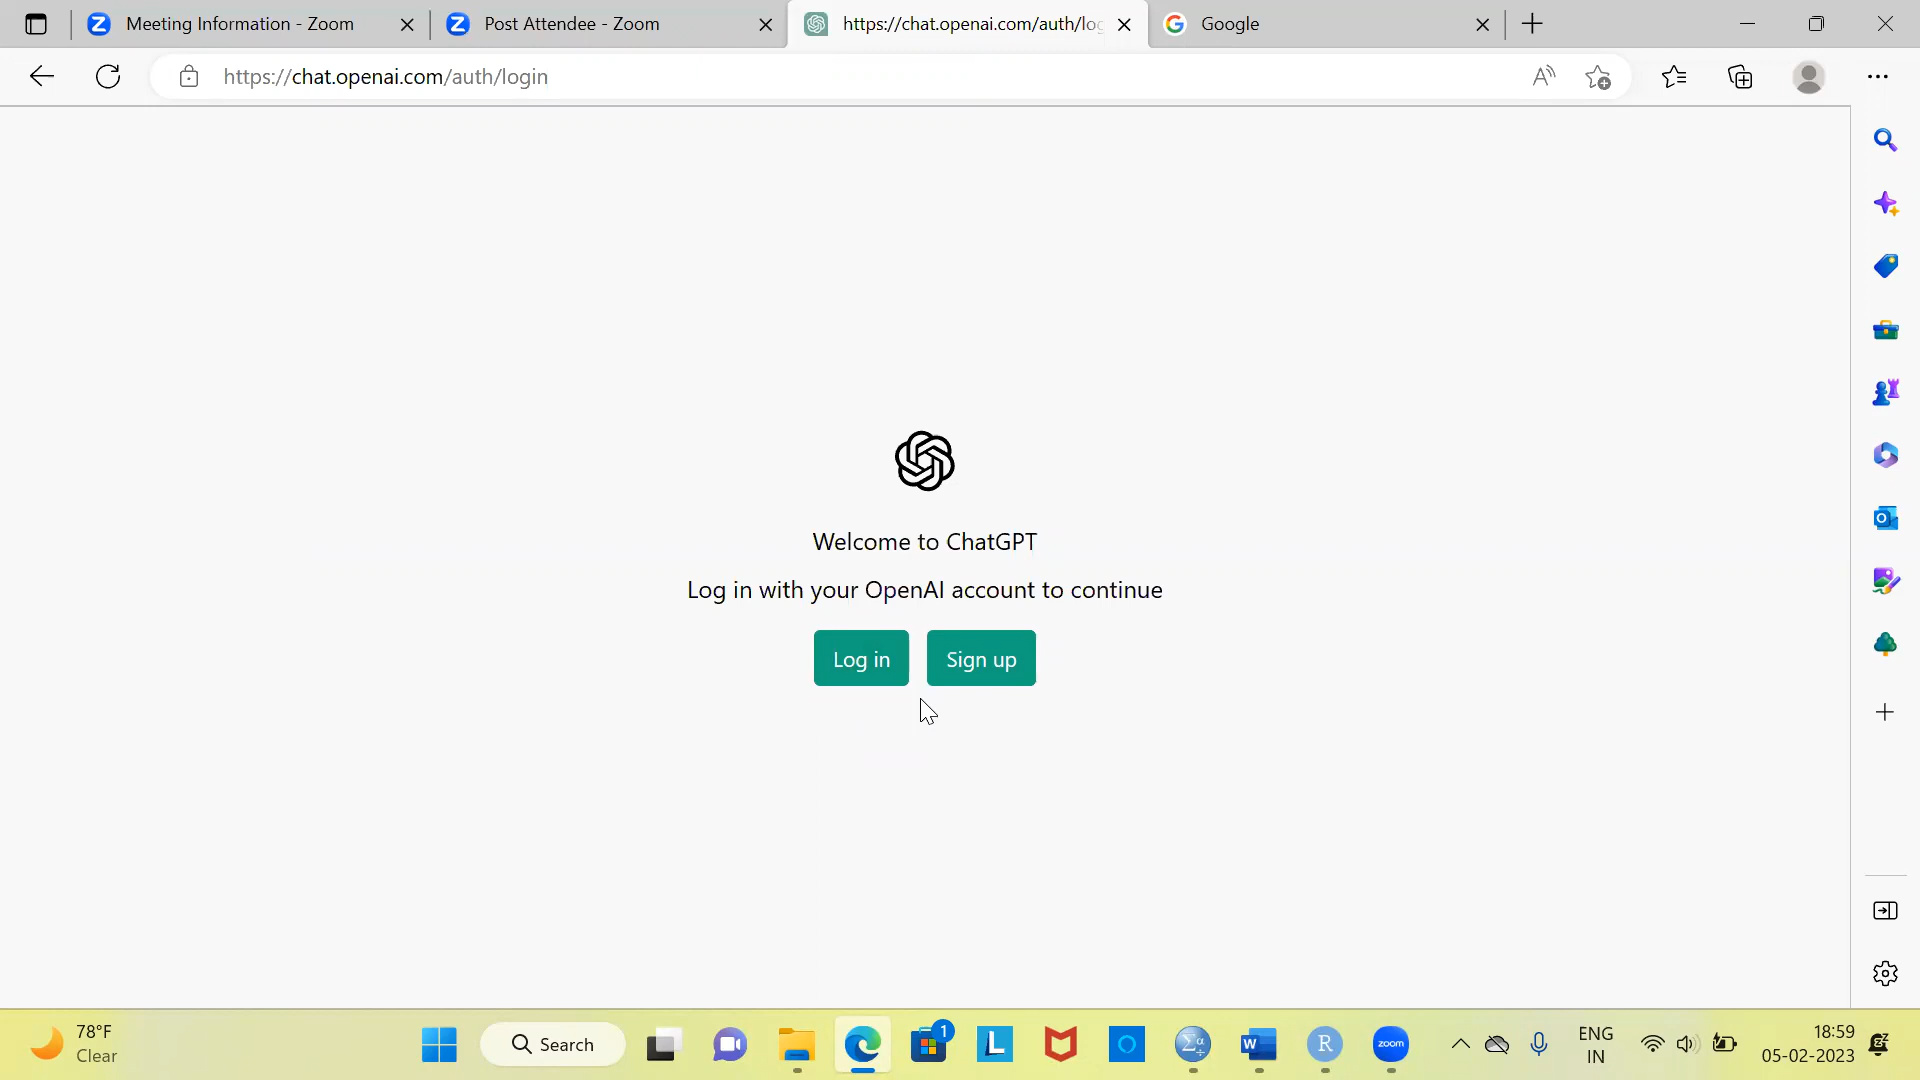 Meeting Information - Zoom
Post Attendee - Zoom
https://chat.openai.com/auth/log
Google
https://chat.openai.com/auth/login
Welcome to ChatGPT
Log in with your OpenAI account to continue
Log in
Sign up
78°F
Clear
Search
1
L
R
zoom
ENG
IN
18:59
05-02-2023